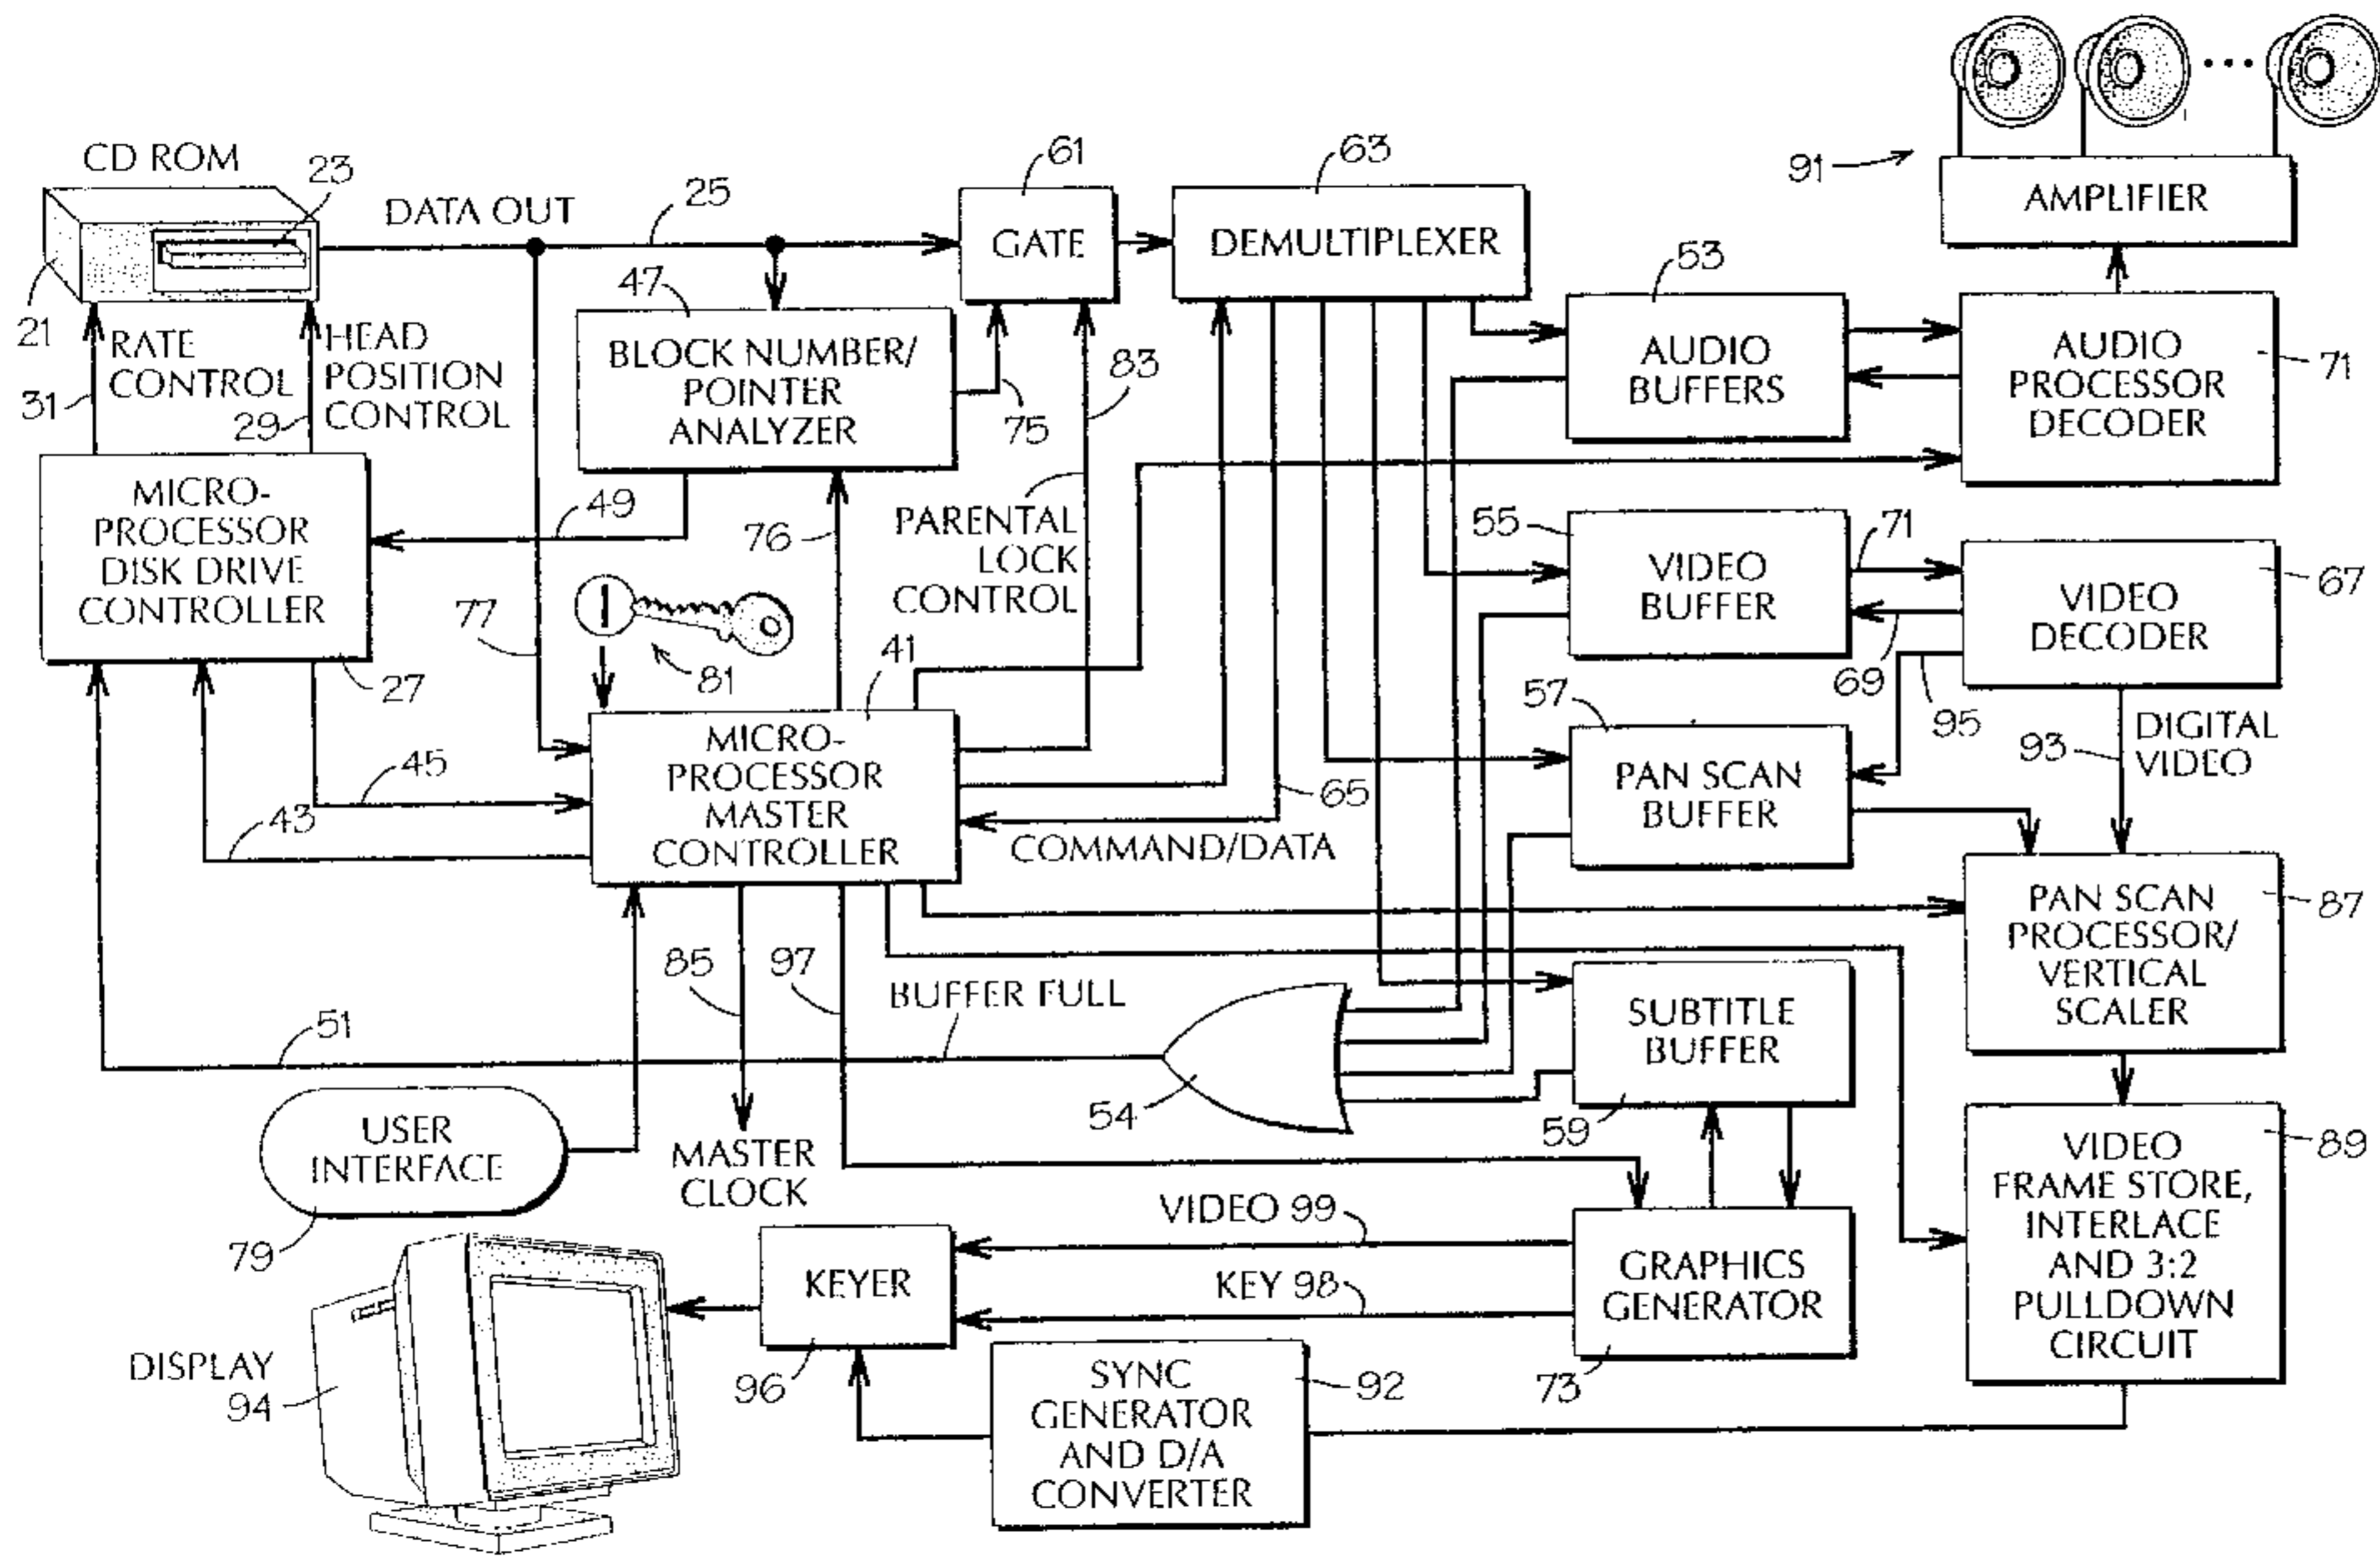 CD ROM
23
21
DATA OUT
25
61
GATE
63
DEMULTIPLEXER
91
AMPLIFIER
RATE
CONTROL
31
HEAD
POSITION
CONTROL
29
47
BLOCK NUMBER/
POINTER
ANALYZER
75
83
53
AUDIO
BUFFERS
AUDIO
PROCESSOR
DECODER
71
MICRO-
PROCESSOR
DISK DRIVE
CONTROLLER
27
49
76
77
81
PARENTAL
LOCK
CONTROL
55
VIDEO
BUFFER
71
69
VIDEO
DECODER
67
95
93
DIGITAL
VIDEO
41
MICRO-
PROCESSOR
MASTER
CONTROLLER
45
43
65
COMMAND/DATA
57
PAN SCAN
BUFFER
PAN SCAN
PROCESSOR/
VERTICAL
SCALER
87
85
97
BUFFER FULL
51
54
SUBTITLE
BUFFER
59
USER
INTERFACE
79
MASTER
CLOCK
VIDEO 99
KEY 98
KEYER
96
GRAPHICS
GENERATOR
73
VIDEO
FRAME STORE,
INTERLACE
AND 3:2
PULLDOWN
CIRCUIT
89
DISPLAY
94
SYNC
GENERATOR
AND D/A
CONVERTER
92